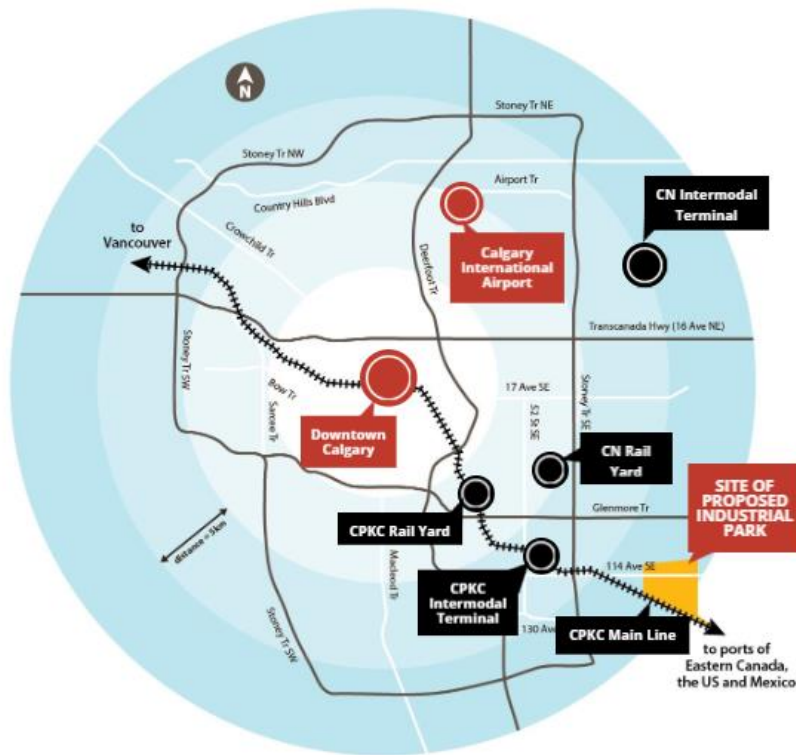 N
Stoney Tr NE
Stoney Tr NW
Airport Tr
Country Hills Blvd
CN Intermodal
Terminal
to
Vancouver
Crowchild Tr
Deerfoot Tr
Calgary
International
Airport
Transcanada Hwy (16 Ave NE)
Stoney Tr SW
Bow Tr
Sarcee Tr
17 Ave SE
52 St SE
Stoney Tr SE
Downtown
Calgary
CN Rail
Yard
SITE OF
PROPOSED
INDUSTRIAL
PARK
Glenmore Tr
CPKC Rail Yard
distance = 5km
Macleod Tr
114 Ave SE
CPKC
Intermodal
Terminal
130 Ave
CPKC Main Line
Stoney Tr SW
to ports of
Eastern Canada,
the US and Mexico